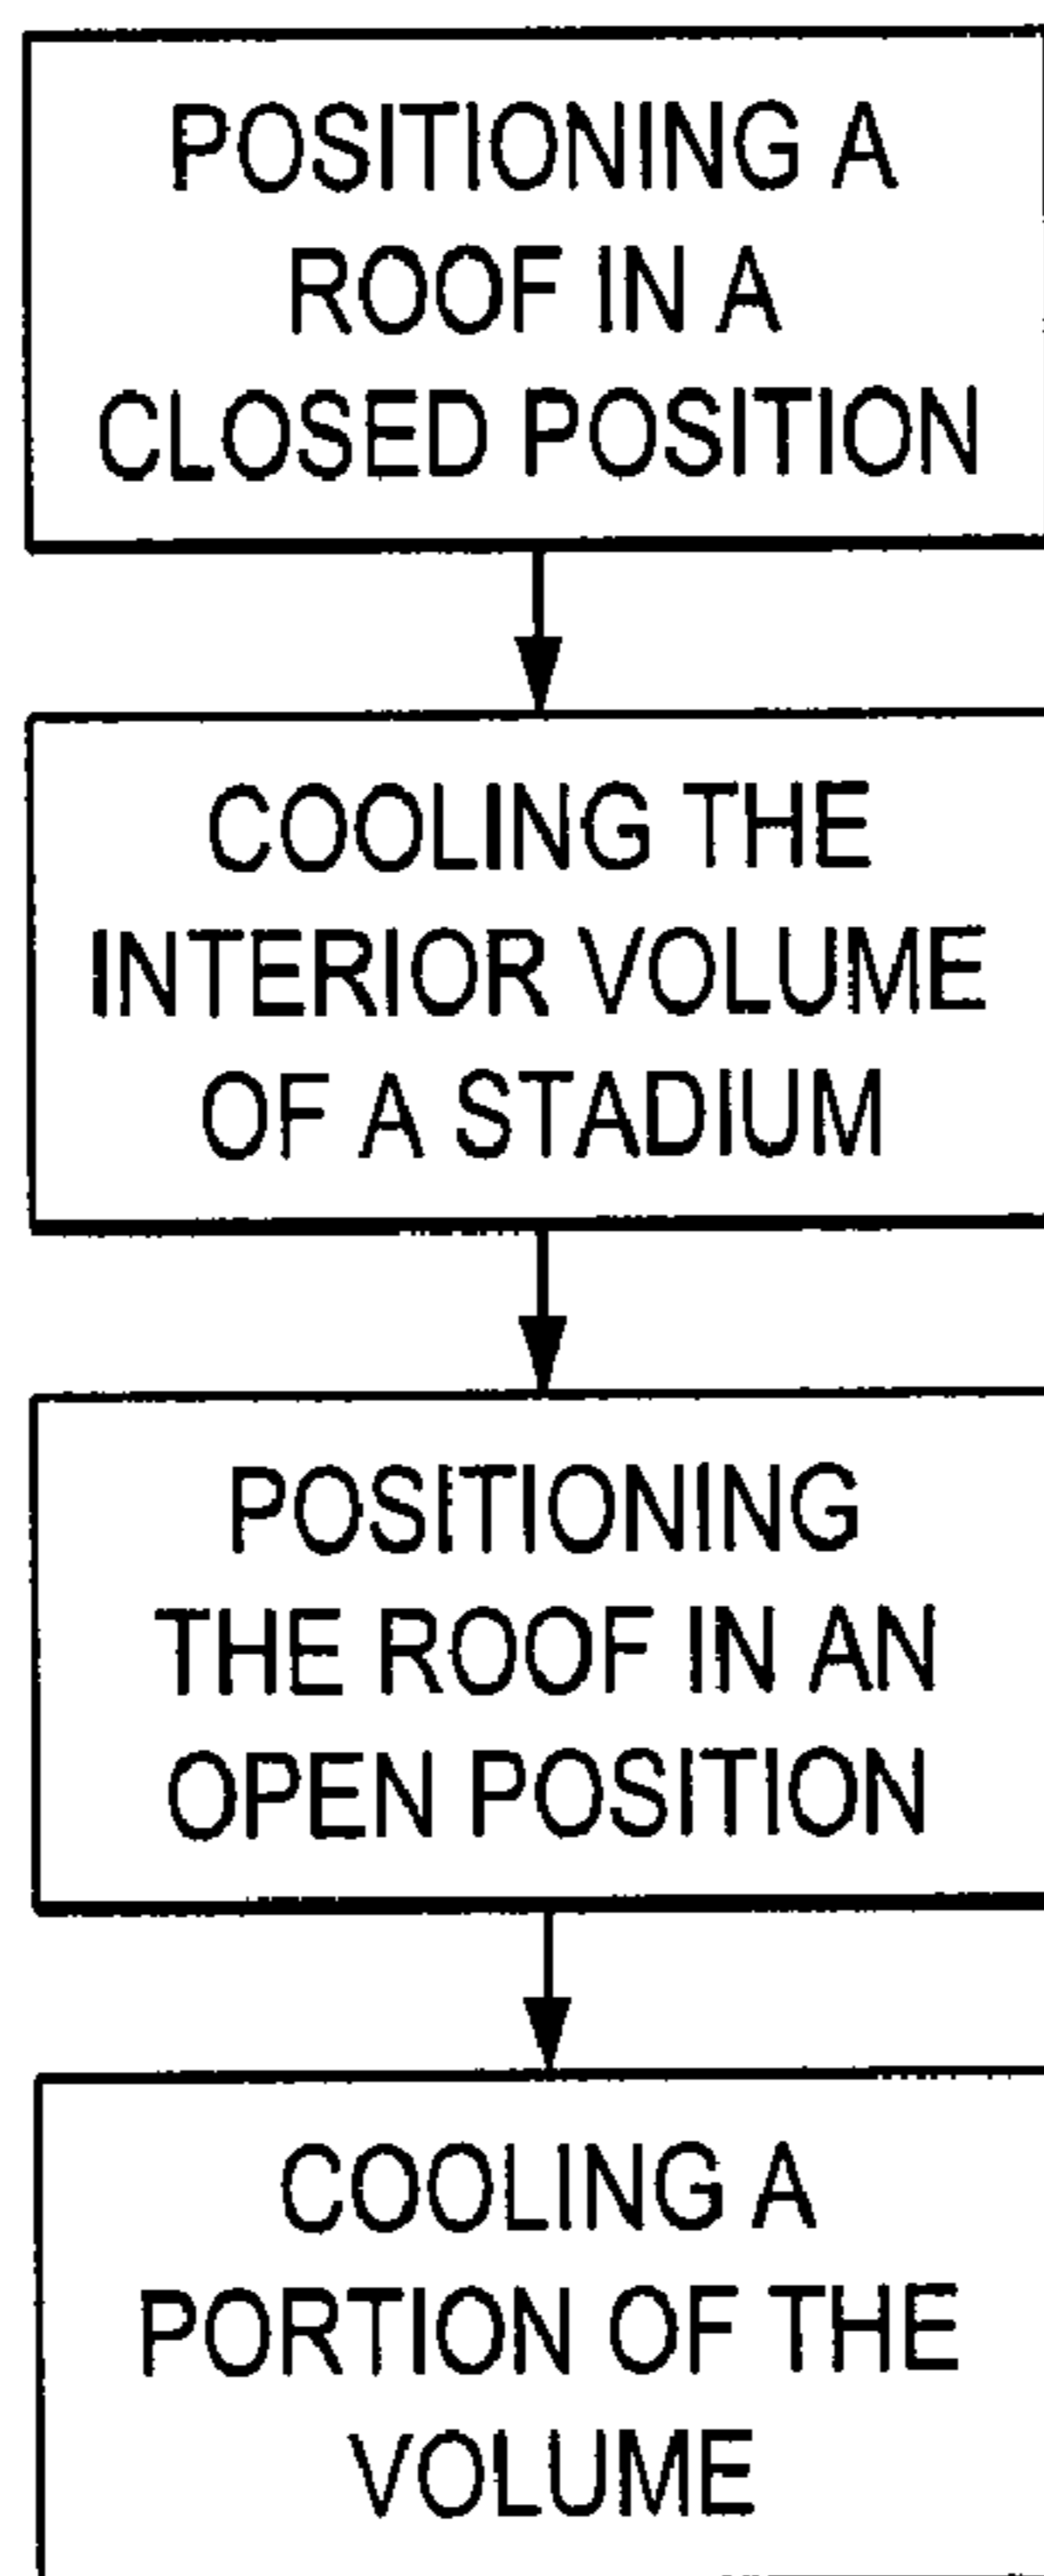 POSITIONING A
ROOF IN A
CLOSED POSITION
COOLING THE
INTERIOR VOLUME
OF A STADIUM
POSITIONING
THE ROOF IN AN
OPEN POSITION
COOLING A
PORTION OF THE
VOLUME